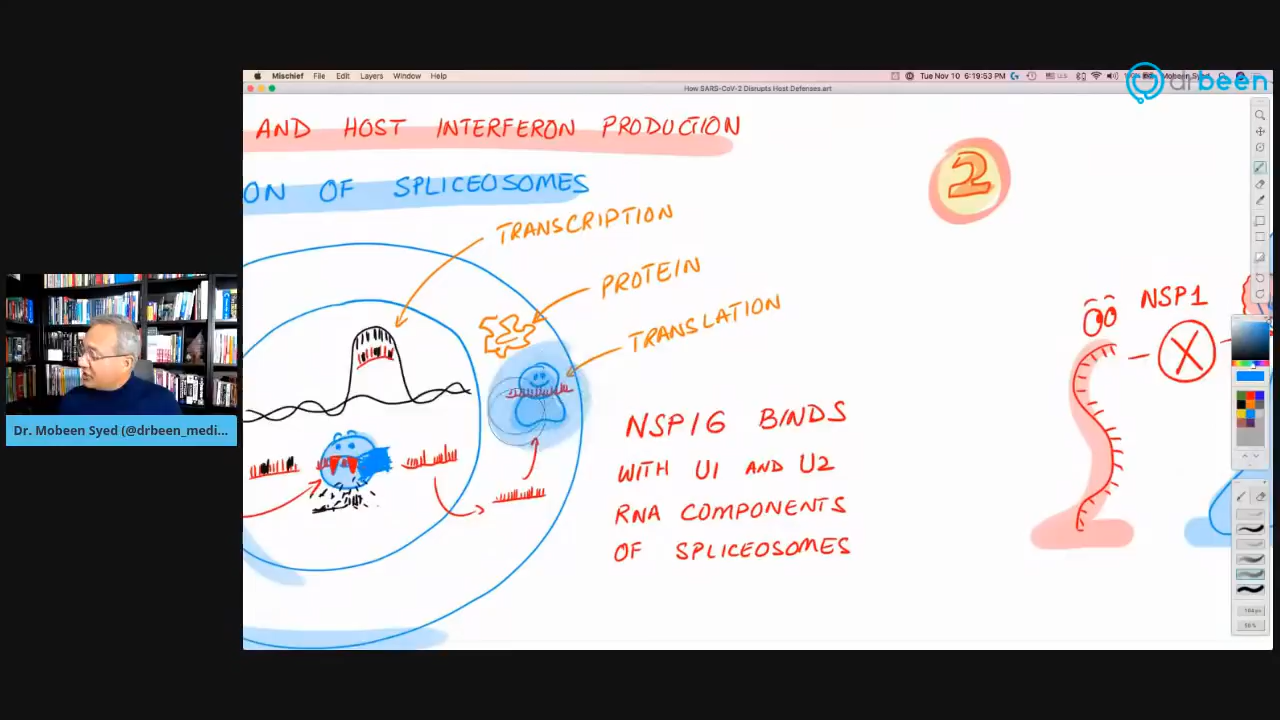 Mischief File Edit Layers Window Help
Tue Nov 10 6:19:53 PM
Mobeen Syed
drbeen
How SARS-CoV-2 Disrupts Host Defenses.art
AND HOST INTERFERON PRODUCTION
ON OF SPLICEOSOMES
2
TRANSCRIPTION
PROTEIN
TRANSLATION
NSP1
X
NSP16 BINDS
WITH U1 AND U2
RNA COMPONENTS
OF SPLICEOSOMES
Dr. Mobeen Syed (@drbeen_medi...